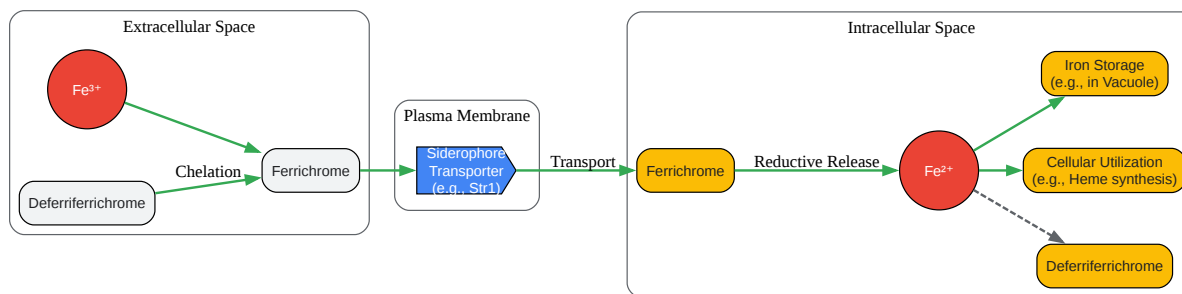 Extracellular Space
Fe³⁺
Chelation
Deferriferrichrome
Ferrichrome
Plasma Membrane
Siderophore
Transporter
(e.g., Str1)
Transport
Intracellular Space
Ferrichrome
Reductive Release
Fe²⁺
Iron Storage
(e.g., in Vacuole)
Cellular Utilization
(e.g., Heme synthesis)
Deferriferrichrome